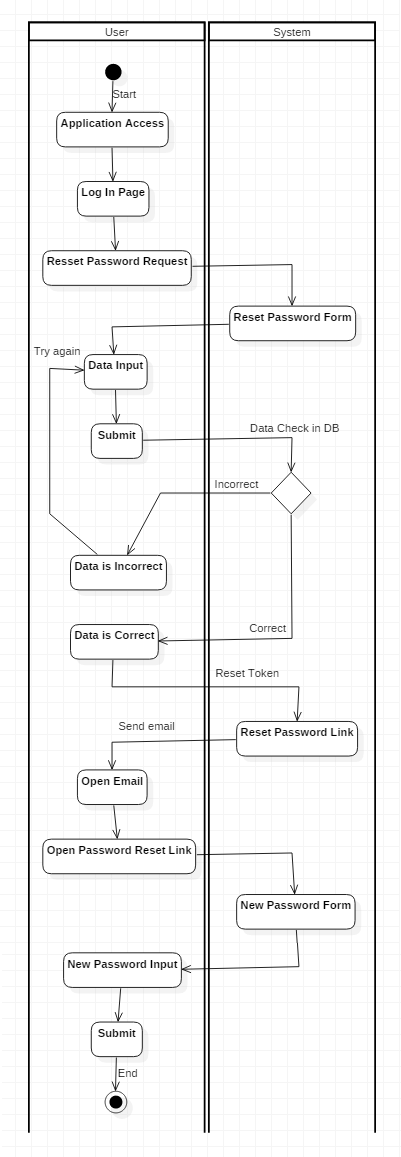 User
System
Start
Application Access
Log In Page
Resset Password Request
Reset Password Form
Try again
Data Input
Submit
Data Check in DB
Incorrect
Data is Incorrect
Data is Correct
Correct
Reset Token
Send email
Reset Password Link
Open Email
Open Password Reset Link
New Password Form
New Password Input
Submit
End